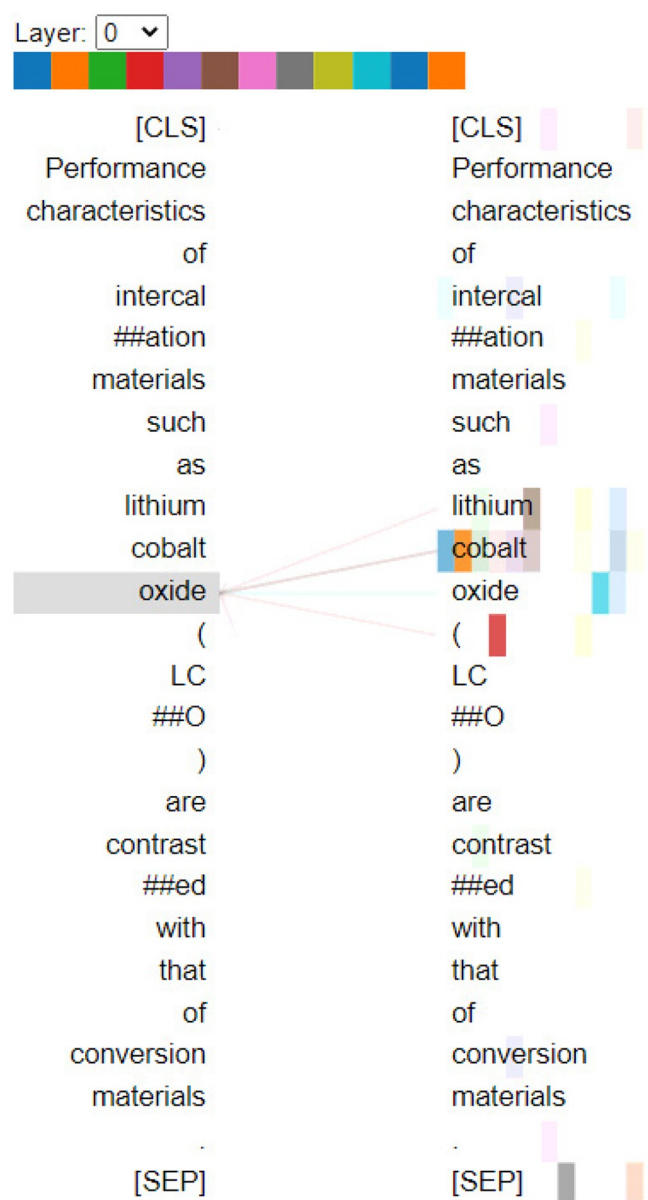 Layer: 0
[CLS] [CLS]
Performance Performance
characteristics characteristics
of of
intercal intercal
##ation ##ation
materials materials
such such
as as
lithium lithium
cobalt cobalt
oxide oxide
( (
LC LC
##O ##O
) )
are are
contrast contrast
##ed ##ed
with with
that that
of of
conversion conversion
materials materials
. .
[SEP] [SEP]